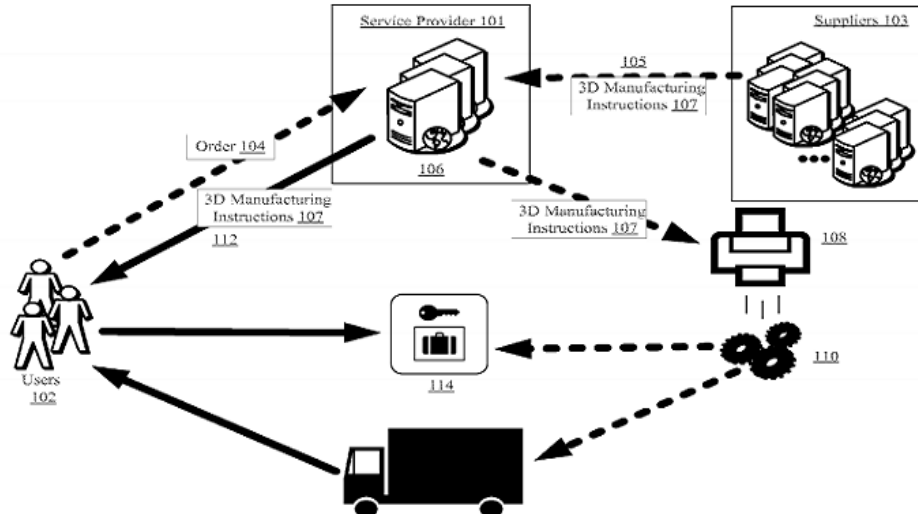 Service Provider 101
Suppliers 103
105
3D Manufacturing
Instructions 107
Order 104
106
3D Manufacturing
Instructions 107
112
3D Manufacturing
Instructions 107
108
Users
102
114
110